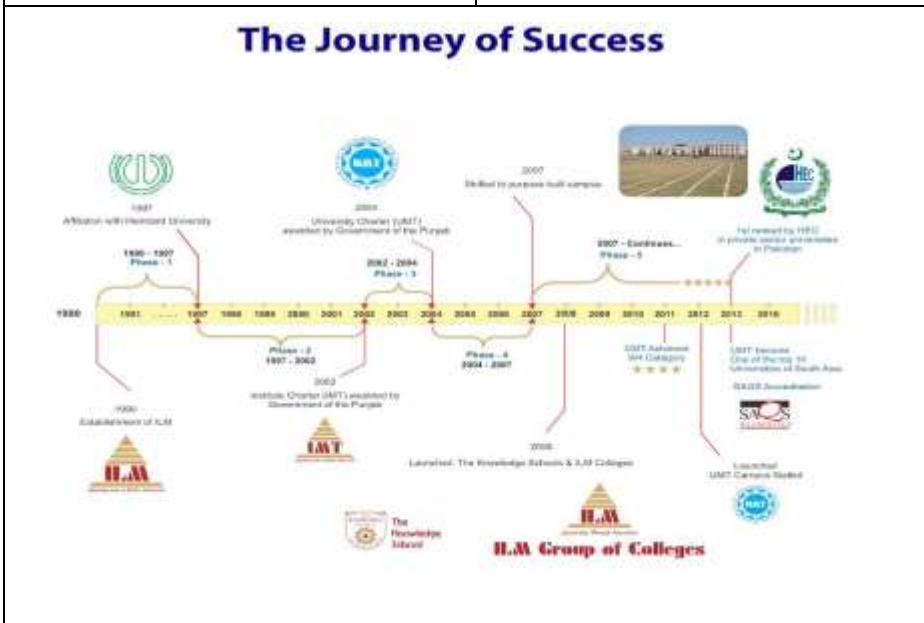 The Journey of Success
1997
Affiliation with Hamdard University
2004
University Charter (UMT)
awarded by Government of the Punjab
2007
Shifted to purpose built campus
HEC
1st ranked by HEC
in private sector universities
in Pakistan
1990 - 1997
Phase - 1
2002 - 2004
Phase - 3
2007 - Continues...
Phase - 5
1990
1991 ...... 1997 1998 1999 2000 2001 2002 2003 2004 2005 2006 2007 2008 2009 2010 2011 2012 2013
Phase - 2
1997 - 2002
Phase - 4
2004 - 2007
UMT Achieved
W4 Category
UMT become
One of the top 10
Universities of South Asia
SAQS Accreditation
SAQS
1990
Establishment of ILM
ILM
2002
Institute Charter (IMT) awarded by
Government of the Punjab
IMT
Launched The Knowledge Schools & ILM Colleges
Launched
UMT Campus Sialkot
UMT
The
Knowledge
School
ILM
ILM Group of Colleges